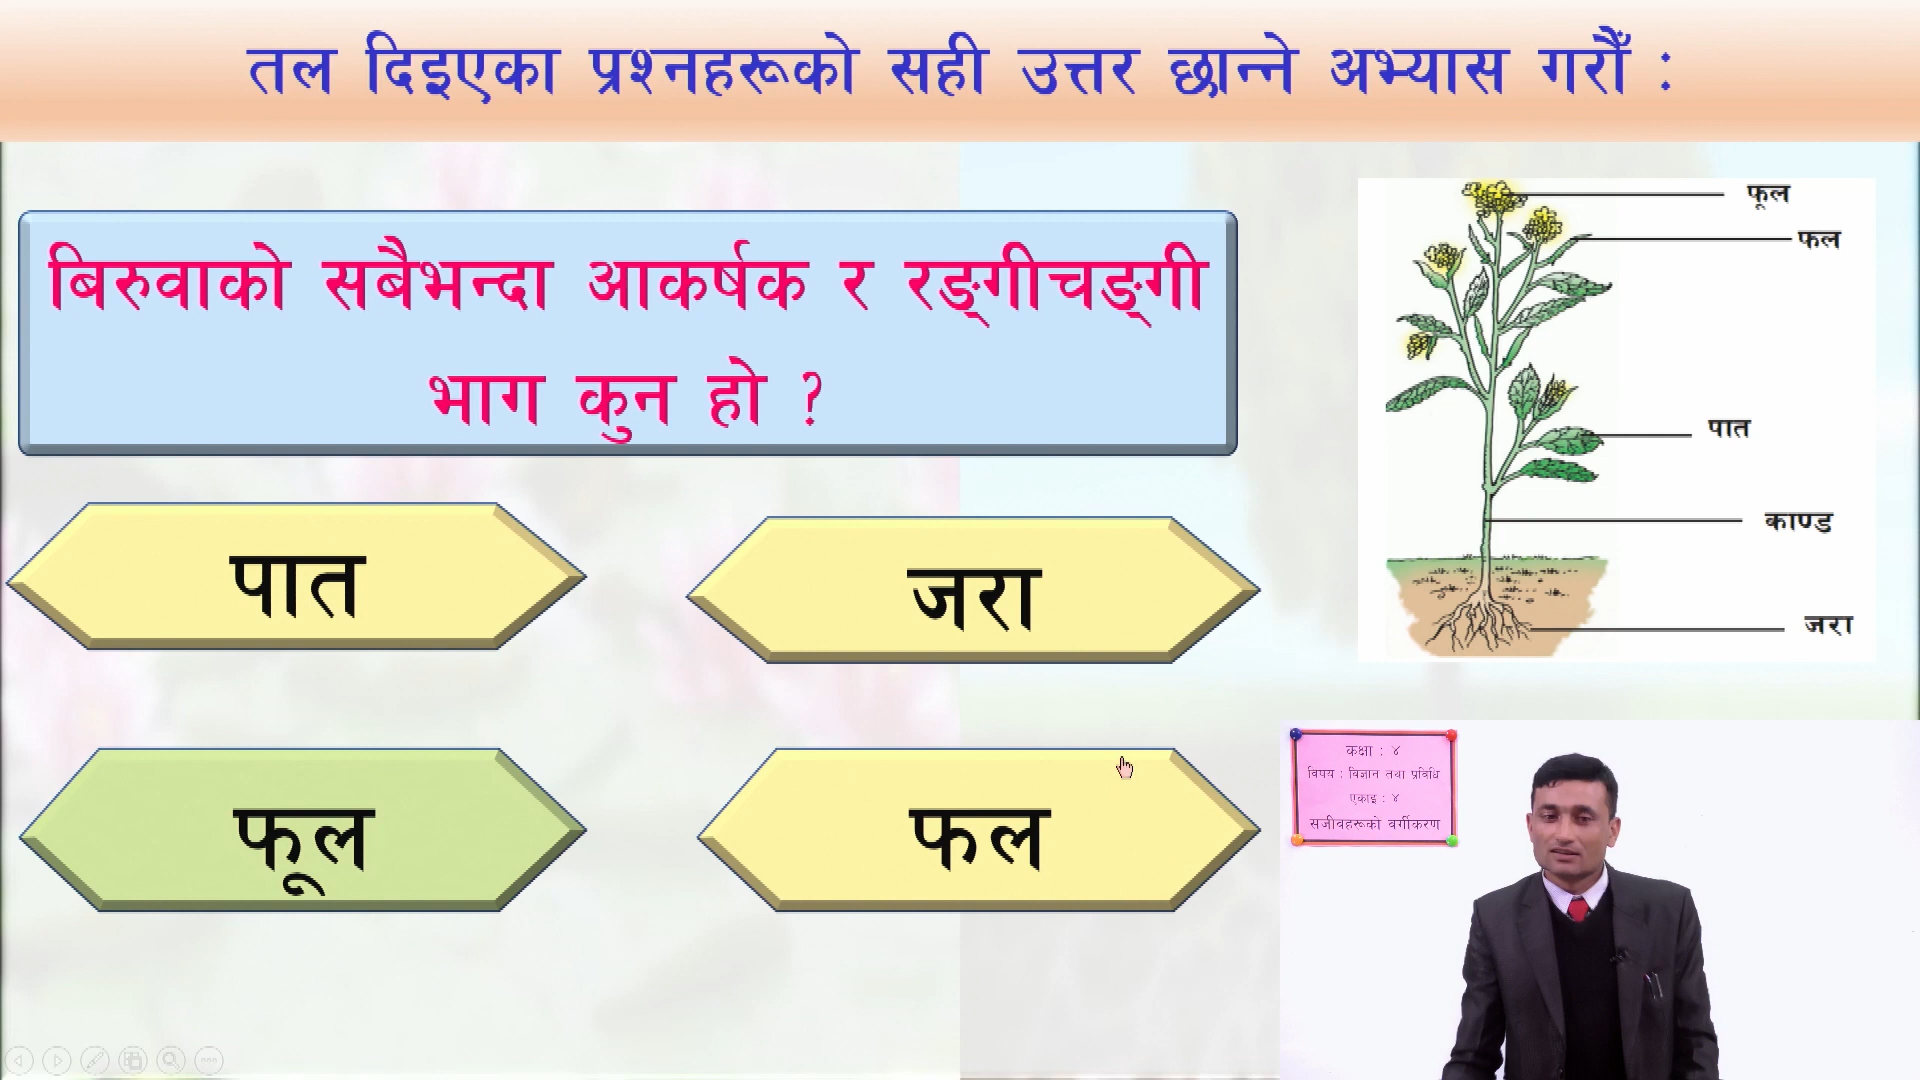 तल दिइएका प्रश्नहरूको सही उत्तर छान्ने अभ्यास गरौँ :
बिरुवाको सबैभन्दा आकर्षक र रङ्गीचङ्गी
भाग कुन हो ?
पात
जरा
फूल
फल
फूल
फल
पात
काण्ड
जरा
कक्षा : ४
विषय : विज्ञान तथा प्रविधि
एकाइ : ४
सजीवहरूको वर्गीकरण